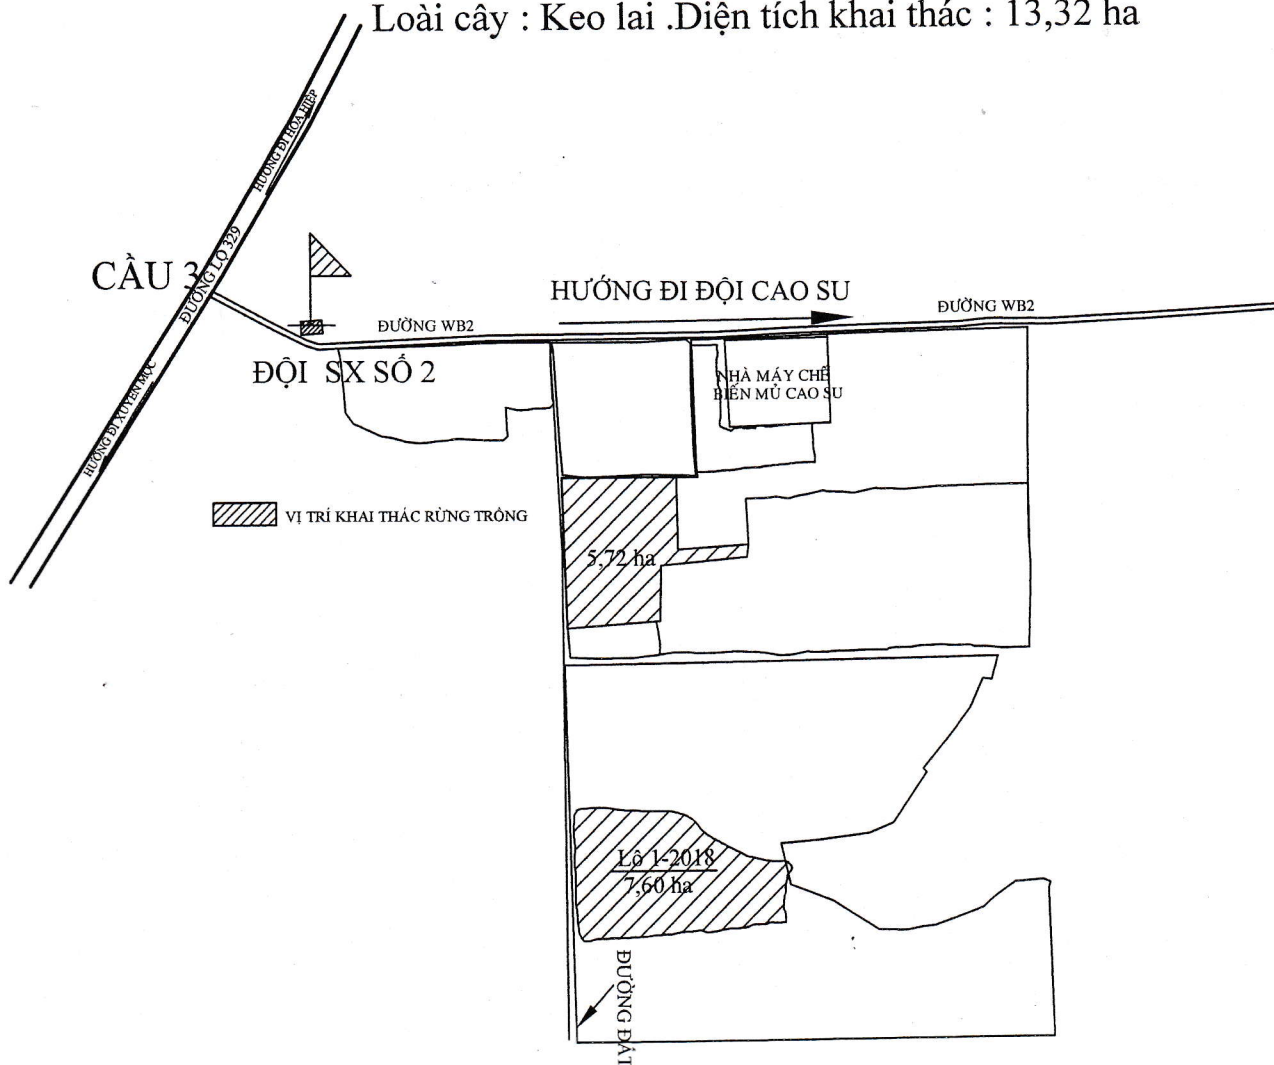 Loài cây : Keo lai .Diện tích khai thác : 13,32 ha
HƯỚNG ĐI HÒA HIỆP
ĐƯỜNG LỘ 329
CẦU 3
HƯỚNG ĐI XUYÊN MỘC
HƯỚNG ĐI ĐỘI CAO SU
ĐƯỜNG WB2
ĐƯỜNG WB2
ĐỘI SX SỐ 2
NHÀ MÁY CHẾ
BIẾN MỦ CAO SU
VỊ TRÍ KHAI THÁC RỪNG TRỒNG
5,72 ha
Lô 1-2018
7,60 ha
ĐƯỜNG ĐẤT